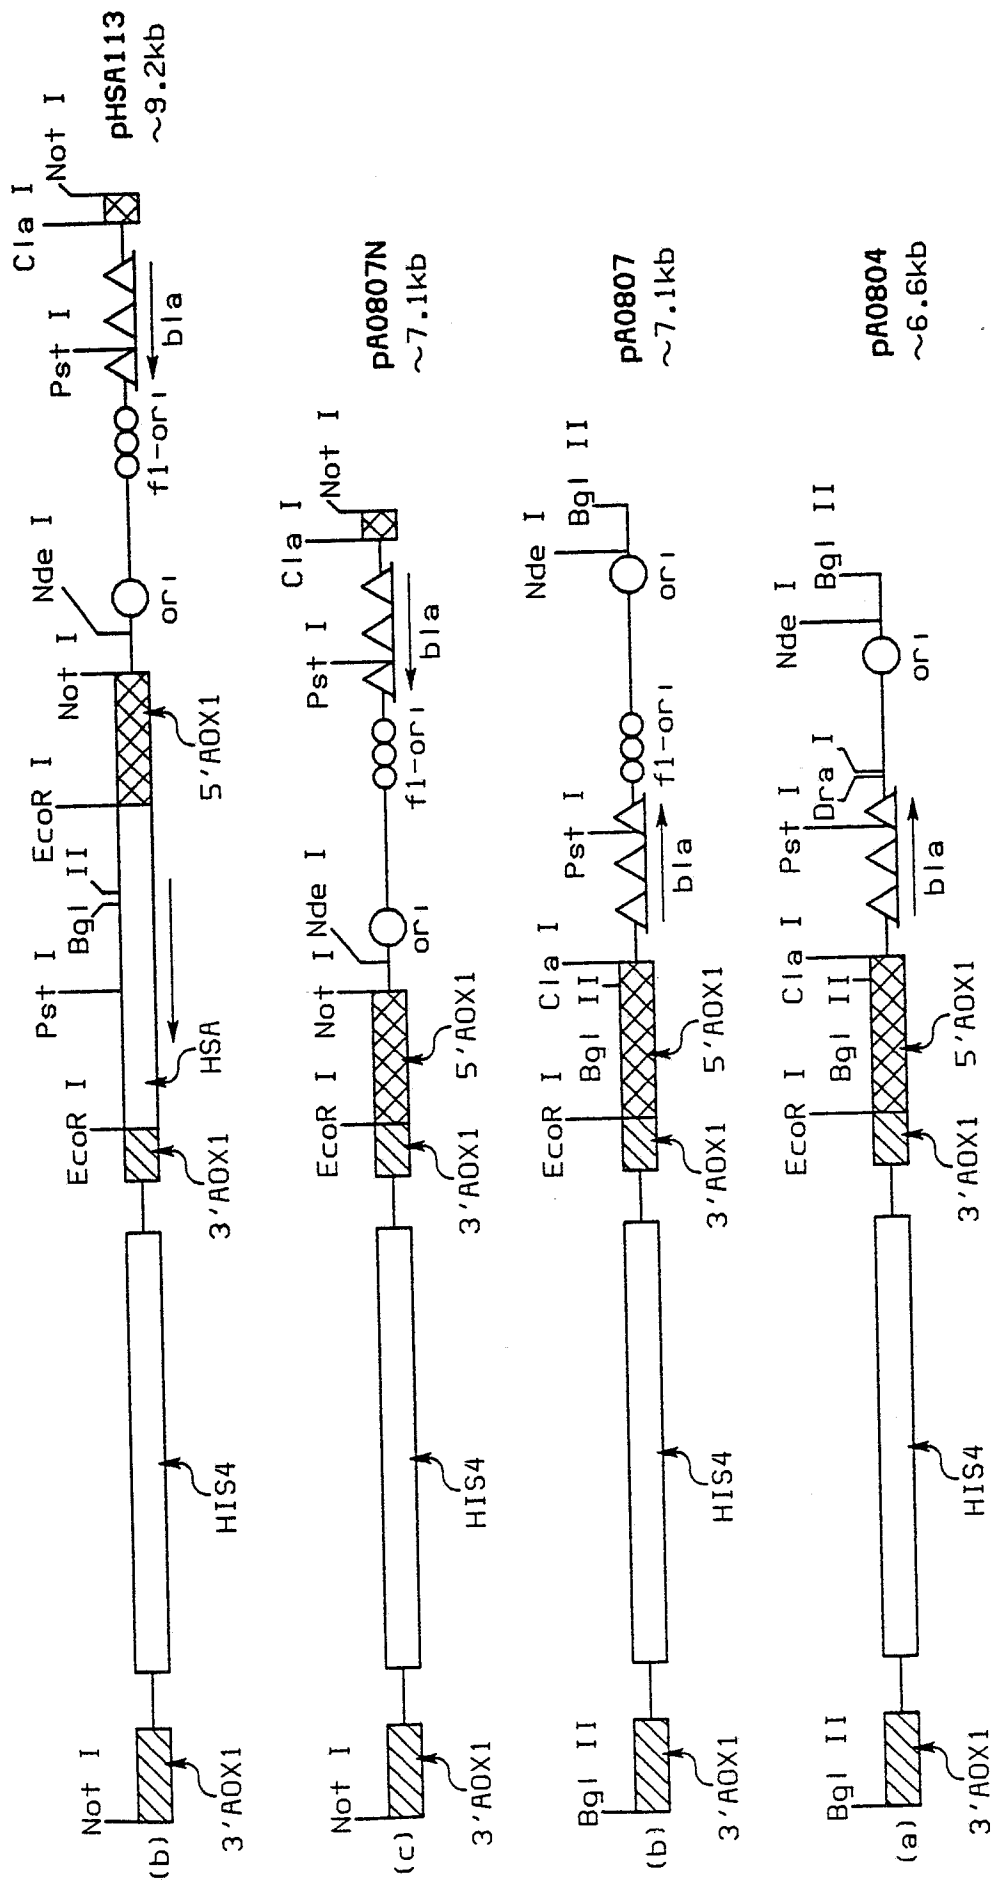 Not I
EcoR I
Pst I
Bgl II
EcoR I
Not I
Nde I
Pst I
Cla I
Not I
pHSA113
~9.2kb
(b)
3'AOX1
HIS4
3'AOX1
HSA
5'AOX1
ori
f1-ori
bla
Not I
EcoR I
Not I
Nde I
Pst I
Cla I
Not I
pA0807N
~7.1kb
(c)
3'AOX1
HIS4
3'AOX1
5'AOX1
ori
f1-ori
bla
Bgl II
EcoR I
Bgl II
Cla I
Pst I
Nde I
Bgl II
pA0807
~7.1kb
(b)
3'AOX1
HIS4
3'AOX1
5'AOX1
bla
f1-ori
ori
Bgl II
EcoR I
Bgl II
Cla I
Pst I
Dra I
Nde I
Bgl II
pA0804
~6.6kb
(a)
3'AOX1
HIS4
3'AOX1
5'AOX1
bla
ori